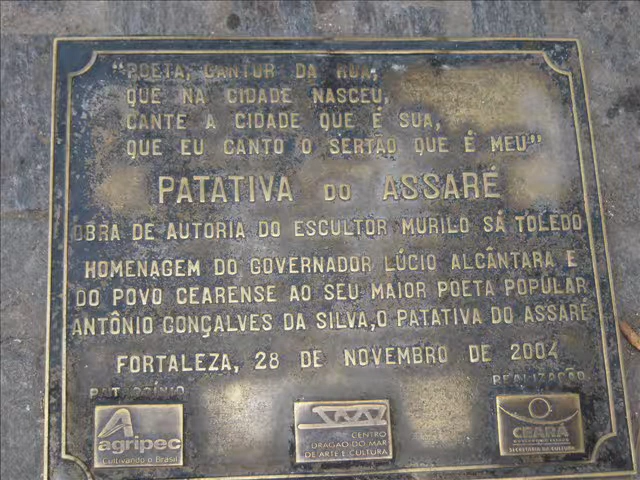 "POETA, CANTOR DA RUA,
QUE NA CIDADE NASCEU,
CANTE A CIDADE QUE É SUA,
QUE EU CANTO O SERTÃO QUE É MEU"
PATATIVA DO ASSARÉ
OBRA DE AUTORIA DO ESCULTOR MURILO SÁ TOLEDO
HOMENAGEM DO GOVERNADOR LÚCIO ALCÂNTARA E
DO POVO CEARENSE AO SEU MAIOR POETA POPULAR
ANTÔNIO GONÇALVES DA SILVA, O PATATIVA DO ASSARÉ
FORTALEZA, 28 DE NOVEMBRO DE 2004
PATROCÍNIO
REALIZAÇÃO
agripec
Cultivando o Brasil
CENTRO
DRAGÃO DO MAR
DE ARTE E CULTURA
CEARÁ
GOVERNO DO ESTADO
SECRETARIA DA CULTURA